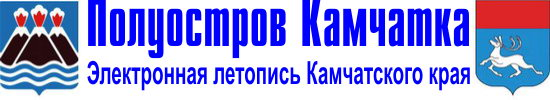 Полуостров Камчатка
Электронная летопись Камчатского края